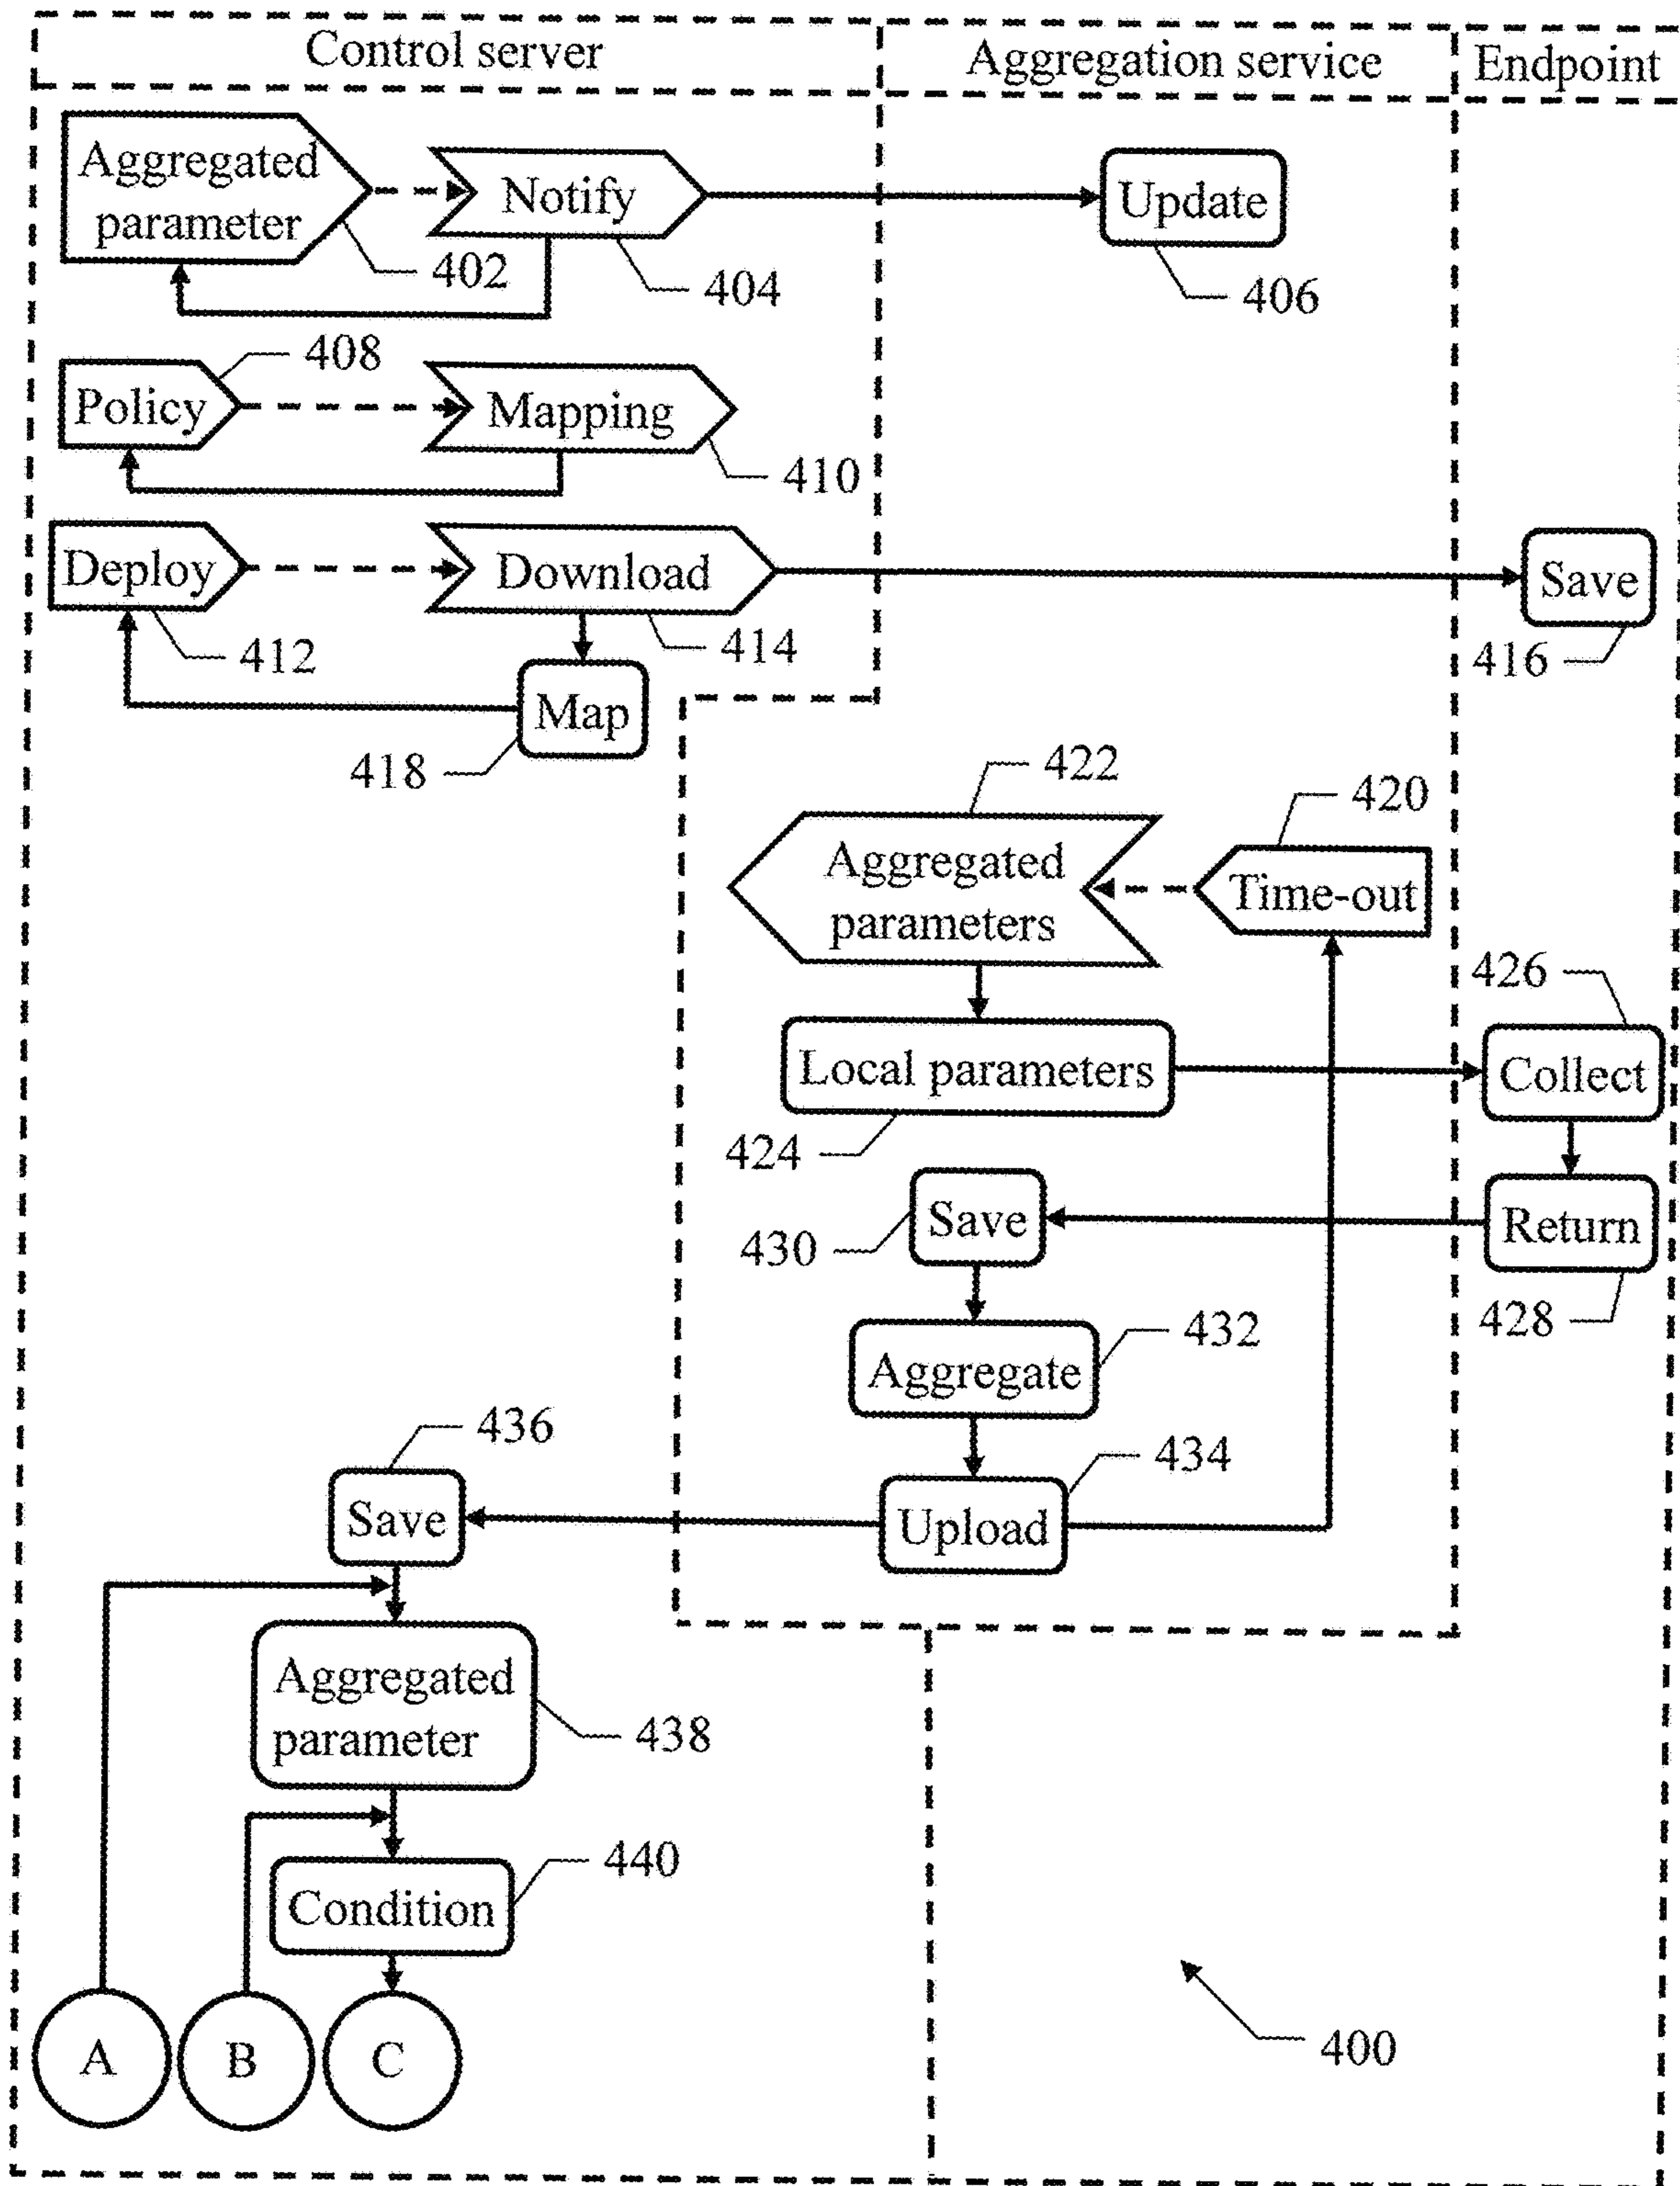 Control server
Aggregation service
Endpoint
Aggregated
parameter
402
Notify
404
Update
406
Policy
408
Mapping
410
Deploy
412
Download
414
Save
416
Map
418
422
420
Aggregated
parameters
Time-out
426
Local parameters
424
Collect
Save
430
Return
428
Aggregate
432
436
Save
Upload
434
Aggregated
parameter
438
Condition
440
A
B
C
400